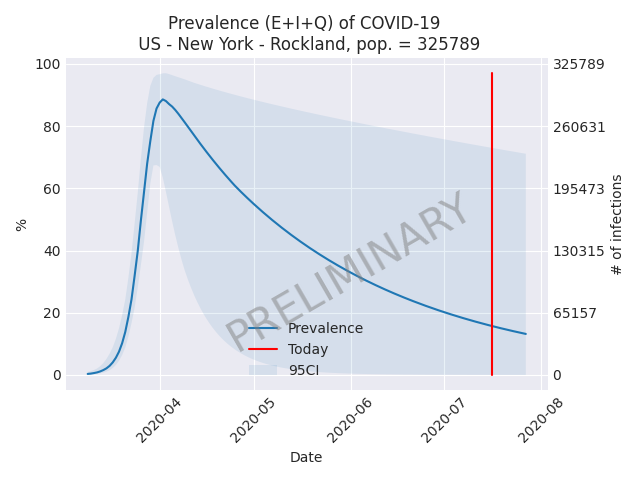 Prevalence (E+I+Q) of COVID-19
US - New York - Rockland, pop. = 325789
100
80
60
40
20
0
%
325789
260631
195473
130315
65157
0
# of infections
PRELIMINARY
Prevalence
Today
95CI
2020-04
2020-05
2020-06
2020-07
2020-08
Date